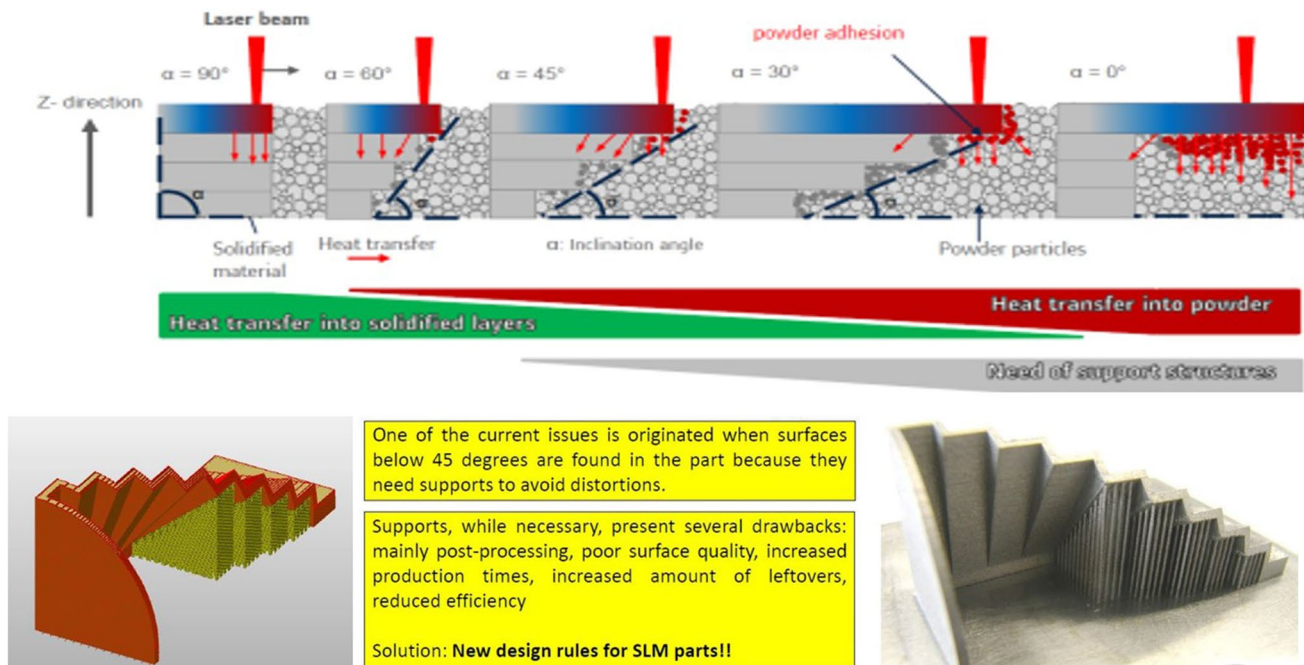 Laser beam
powder adhesion
α = 90°
α = 60°
α = 45°
α = 30°
α = 0°
Z- direction
α
α
α
α
Solidified
material
Heat transfer
α: Inclination angle
Powder particles
Heat transfer into powder
Heat transfer into solidified layers
Need of support structures
One of the current issues is originated when surfaces
below 45 degrees are found in the part because they
need supports to avoid distortions.
Supports, while necessary, present several drawbacks:
mainly post-processing, poor surface quality, increased
production times, increased amount of leftovers,
reduced efficiency
Solution: New design rules for SLM parts!!